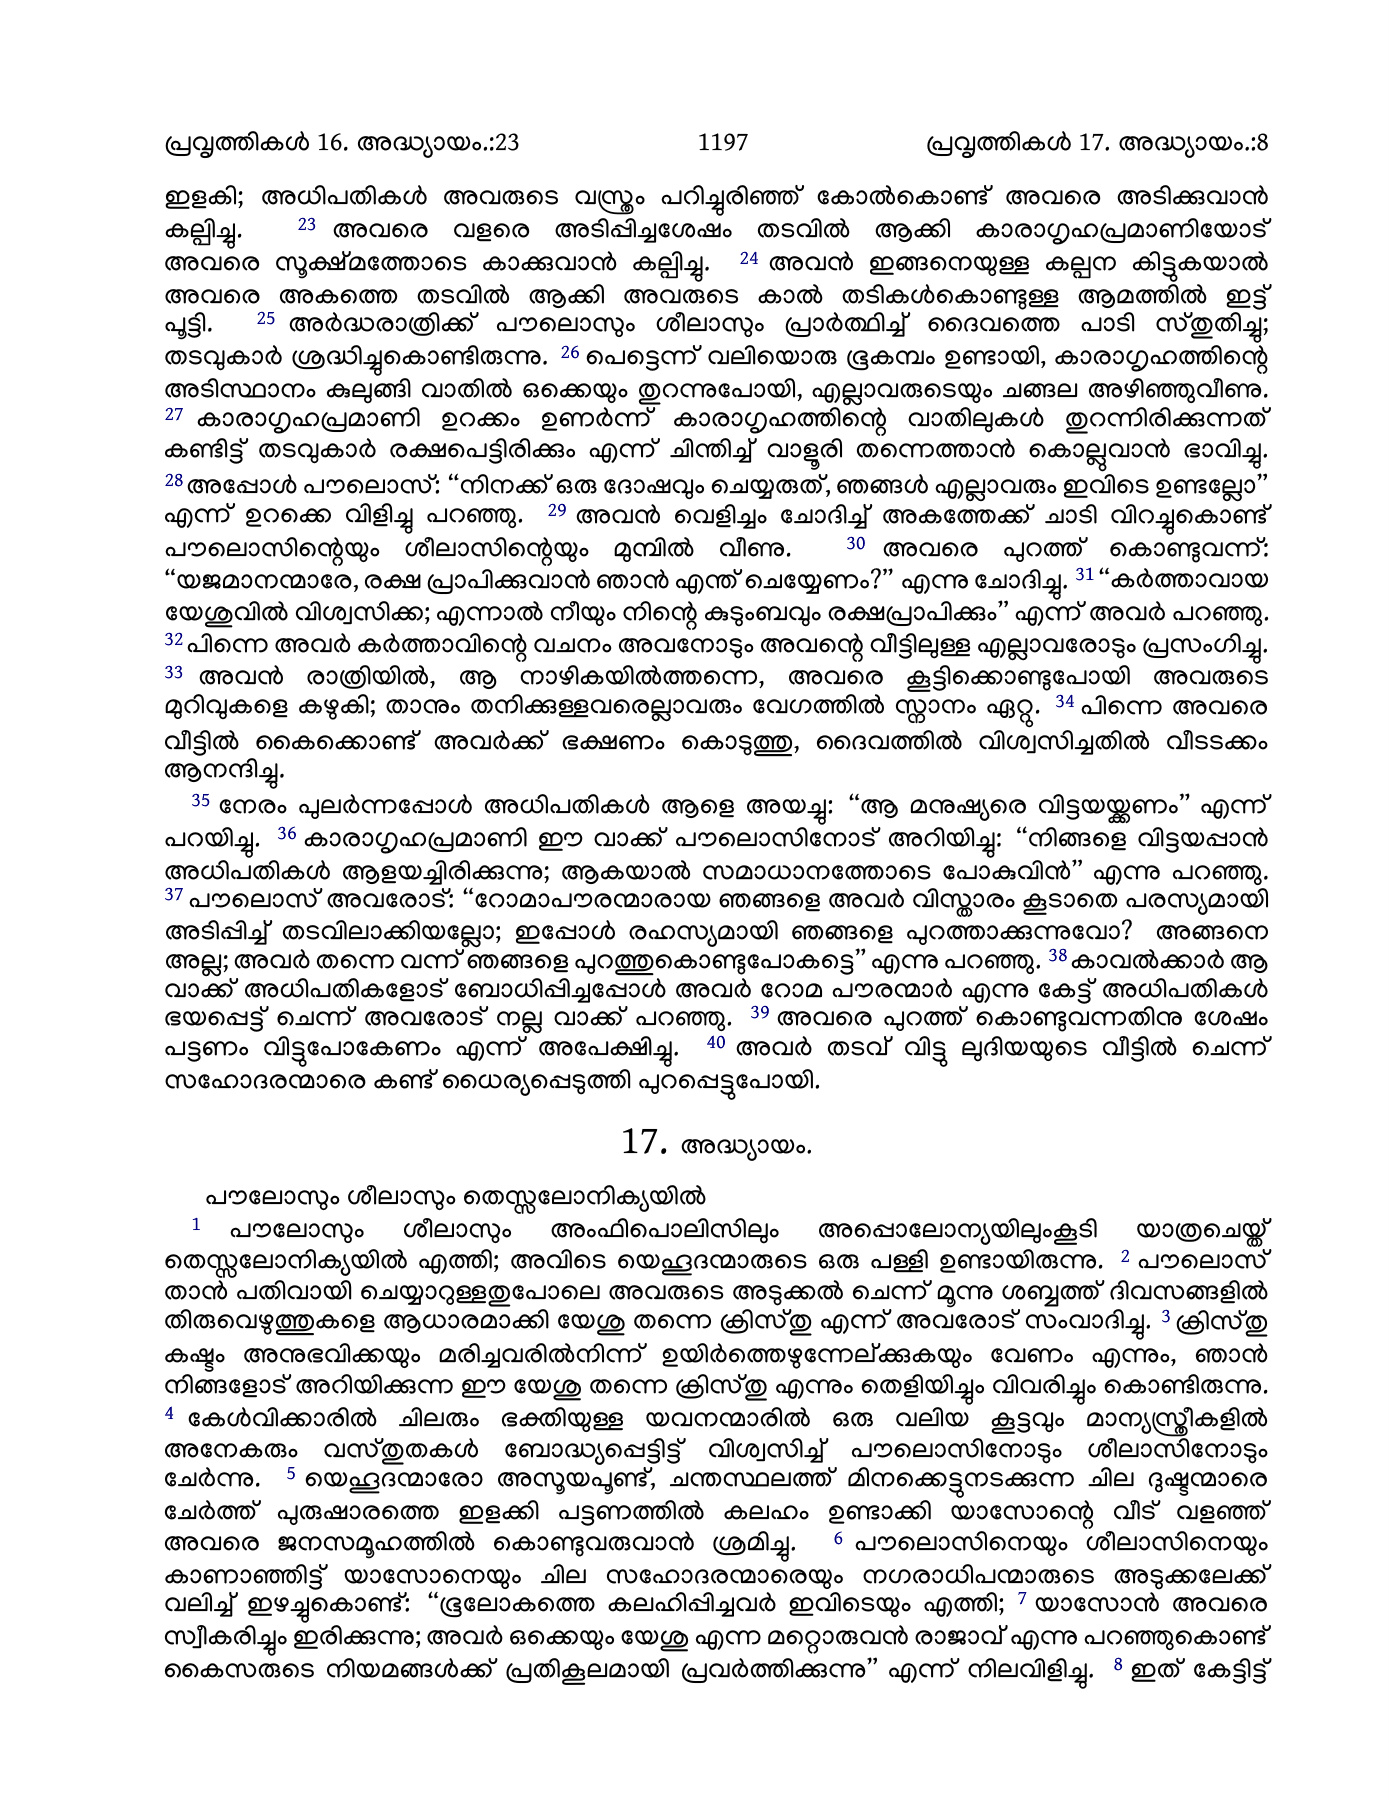 പ്രവൃത്തികൾ 16. അദ്ധ്യായം.:23 1197 പ്രവൃത്തികൾ 17. അദ്ധ്യായം.:8
ഇളകി; അധിപതികൾ അവരുടെ വസ്ത്രം പറിച്ചുരിഞ്ഞ് കോൽകൊണ്ട് അവരെ അടിക്കുവാൻ
കല്പിച്ചു. 23 അവരെ വളരെ അടിപ്പിച്ചശേഷം തടവിൽ ആക്കി കാരാഗൃഹപ്രമാണിയോട്
അവരെ സൂക്ഷ്മത്തോടെ കാക്കുവാൻ കല്പിച്ചു. 24 അവൻ ഇങ്ങനെയുള്ള കല്പന കിട്ടുകയാൽ
അവരെ അകത്തെ തടവിൽ ആക്കി അവരുടെ കാൽ തടികൾകൊണ്ടുള്ള ആമത്തിൽ ഇട്ട്
പൂട്ടി. 25 അർദ്ധരാത്രിക്ക് പൗലൊസും ശീലാസും പ്രാർത്ഥിച്ച് ദൈവത്തെ പാടി സ്തുതിച്ചു;
തടവുകാർ ശ്രദ്ധിച്ചുകൊണ്ടിരുന്നു. 26 പെട്ടെന്ന് വലിയൊരു ഭൂകമ്പം ഉണ്ടായി, കാരാഗൃഹത്തിന്റെ
അടിസ്ഥാനം കുലുങ്ങി വാതിൽ ഒക്കെയും തുറന്നുപോയി, എല്ലാവരുടെയും ചങ്ങല അഴിഞ്ഞുവീണു.
27 കാരാഗൃഹപ്രമാണി ഉറക്കം ഉണർന്ന് കാരാഗൃഹത്തിന്റെ വാതിലുകൾ തുറന്നിരിക്കുന്നത്
കണ്ടിട്ട് തടവുകാർ രക്ഷപെട്ടിരിക്കും എന്ന് ചിന്തിച്ച് വാളൂരി തന്നെത്താൻ കൊല്ലുവാൻ ഭാവിച്ചു.
28 അപ്പോൾ പൗലൊസ്: “നിനക്ക് ഒരു ദോഷവും ചെയ്യരുത്, ഞങ്ങൾ എല്ലാവരും ഇവിടെ ഉണ്ടല്ലോ”
എന്ന് ഉറക്കെ വിളിച്ചു പറഞ്ഞു. 29 അവൻ വെളിച്ചം ചോദിച്ച് അകത്തേക്ക് ചാടി വിറച്ചുകൊണ്ട്
പൗലൊസിന്റെയും ശീലാസിന്റെയും മുമ്പിൽ വീണു. 30 അവരെ പുറത്ത് കൊണ്ടുവന്ന്:
“യജമാനന്മാരേ, രക്ഷ പ്രാപിക്കുവാൻ ഞാൻ എന്ത് ചെയ്യേണം?” എന്നു ചോദിച്ചു. 31 “കർത്താവായ
യേശുവിൽ വിശ്വസിക്ക; എന്നാൽ നീയും നിന്റെ കുടുംബവും രക്ഷപ്രാപിക്കും” എന്ന് അവർ പറഞ്ഞു.
32 പിന്നെ അവർ കർത്താവിന്റെ വചനം അവനോടും അവന്റെ വീട്ടിലുള്ള എല്ലാവരോടും പ്രസംഗിച്ചു.
33 അവൻ രാത്രിയിൽ, ആ നാഴികയിൽത്തന്നെ, അവരെ കൂട്ടിക്കൊണ്ടുപോയി അവരുടെ
മുറിവുകളെ കഴുകി; താനും തനിക്കുള്ളവരെല്ലാവരും വേഗത്തിൽ സ്നാനം ഏറ്റു. 34 പിന്നെ അവരെ
വീട്ടിൽ കൈക്കൊണ്ട് അവർക്ക് ഭക്ഷണം കൊടുത്തു, ദൈവത്തിൽ വിശ്വസിച്ചതിൽ വീടടക്കം
ആനന്ദിച്ചു.
35 നേരം പുലർന്നപ്പോൾ അധിപതികൾ ആളെ അയച്ചു: “ആ മനുഷ്യരെ വിട്ടയയ്ക്കണം” എന്ന്
പറയിച്ചു. 36 കാരാഗൃഹപ്രമാണി ഈ വാക്ക് പൗലൊസിനോട് അറിയിച്ചു: “നിങ്ങളെ വിട്ടയപ്പാൻ
അധിപതികൾ ആളയച്ചിരിക്കുന്നു; ആകയാൽ സമാധാനത്തോടെ പോകുവിൻ” എന്നു പറഞ്ഞു.
37 പൗലൊസ് അവരോട്: “റോമാപൗരന്മാരായ ഞങ്ങളെ അവർ വിസ്താരം കൂടാതെ പരസ്യമായി
അടിപ്പിച്ച് തടവിലാക്കിയല്ലോ; ഇപ്പോൾ രഹസ്യമായി ഞങ്ങളെ പുറത്താക്കുന്നുവോ? അങ്ങനെ
അല്ല; അവർ തന്നെ വന്ന് ഞങ്ങളെ പുറത്തുകൊണ്ടുപോകട്ടെ” എന്നു പറഞ്ഞു. 38 കാവൽക്കാർ ആ
വാക്ക് അധിപതികളോട് ബോധിപ്പിച്ചപ്പോൾ അവർ റോമ പൗരന്മാർ എന്നു കേട്ട് അധിപതികൾ
ഭയപ്പെട്ട് ചെന്ന് അവരോട് നല്ല വാക്ക് പറഞ്ഞു. 39 അവരെ പുറത്ത് കൊണ്ടുവന്നതിനു ശേഷം
പട്ടണം വിട്ടുപോകേണം എന്ന് അപേക്ഷിച്ചു. 40 അവർ തടവ് വിട്ടു ലുദിയയുടെ വീട്ടിൽ ചെന്ന്
സഹോദരന്മാരെ കണ്ട് ധൈര്യപ്പെടുത്തി പുറപ്പെട്ടുപോയി.
17. അദ്ധ്യായം.
പൗലോസും ശീലാസും തെസ്സലോനിക്യയിൽ
1 പൗലോസും ശീലാസും അംഫിപൊലിസിലും അപ്പൊലോന്യയിലുംകൂടി യാത്രചെയ്ത്
തെസ്സലോനിക്യയിൽ എത്തി; അവിടെ യെഹൂദന്മാരുടെ ഒരു പള്ളി ഉണ്ടായിരുന്നു. 2 പൗലൊസ്
താൻ പതിവായി ചെയ്യാറുള്ളതുപോലെ അവരുടെ അടുക്കൽ ചെന്ന് മൂന്നു ശബ്ബത്ത് ദിവസങ്ങളിൽ
തിരുവെഴുത്തുകളെ ആധാരമാക്കി യേശു തന്നെ ക്രിസ്തു എന്ന് അവരോട് സംവാദിച്ചു. 3 ക്രിസ്തു
കഷ്ടം അനുഭവിക്കയും മരിച്ചവരിൽനിന്ന് ഉയിർത്തെഴുന്നേല്ക്കുകയും വേണം എന്നും, ഞാൻ
നിങ്ങളോട് അറിയിക്കുന്ന ഈ യേശു തന്നെ ക്രിസ്തു എന്നും തെളിയിച്ചും വിവരിച്ചും കൊണ്ടിരുന്നു.
4 കേൾവിക്കാരിൽ ചിലരും ഭക്തിയുള്ള യവനന്മാരിൽ ഒരു വലിയ കൂട്ടവും മാന്യസ്ത്രീകളിൽ
അനേകരും വസ്തുതകൾ ബോദ്ധ്യപ്പെട്ടിട്ട് വിശ്വസിച്ച് പൗലൊസിനോടും ശീലാസിനോടും
ചേർന്നു. 5 യെഹൂദന്മാരോ അസൂയപൂണ്ട്, ചന്തസ്ഥലത്ത് മിനക്കെട്ടുനടക്കുന്ന ചില ദുഷ്ടന്മാരെ
ചേർത്ത് പുരുഷാരത്തെ ഇളക്കി പട്ടണത്തിൽ കലഹം ഉണ്ടാക്കി യാസോന്റെ വീട് വളഞ്ഞ്
അവരെ ജനസമൂഹത്തിൽ കൊണ്ടുവരുവാൻ ശ്രമിച്ചു. 6 പൗലൊസിനെയും ശീലാസിനെയും
കാണാഞ്ഞിട്ട് യാസോനെയും ചില സഹോദരന്മാരെയും നഗരാധിപന്മാരുടെ അടുക്കലേക്ക്
വലിച്ച് ഇഴച്ചുകൊണ്ട്: “ഭൂലോകത്തെ കലഹിപ്പിച്ചവർ ഇവിടെയും എത്തി; 7 യാസോൻ അവരെ
സ്വീകരിച്ചും ഇരിക്കുന്നു; അവർ ഒക്കെയും യേശു എന്ന മറ്റൊരുവൻ രാജാവ് എന്നു പറഞ്ഞുകൊണ്ട്
കൈസരുടെ നിയമങ്ങൾക്ക് പ്രതികൂലമായി പ്രവർത്തിക്കുന്നു” എന്ന് നിലവിളിച്ചു. 8 ഇത് കേട്ടിട്ട്